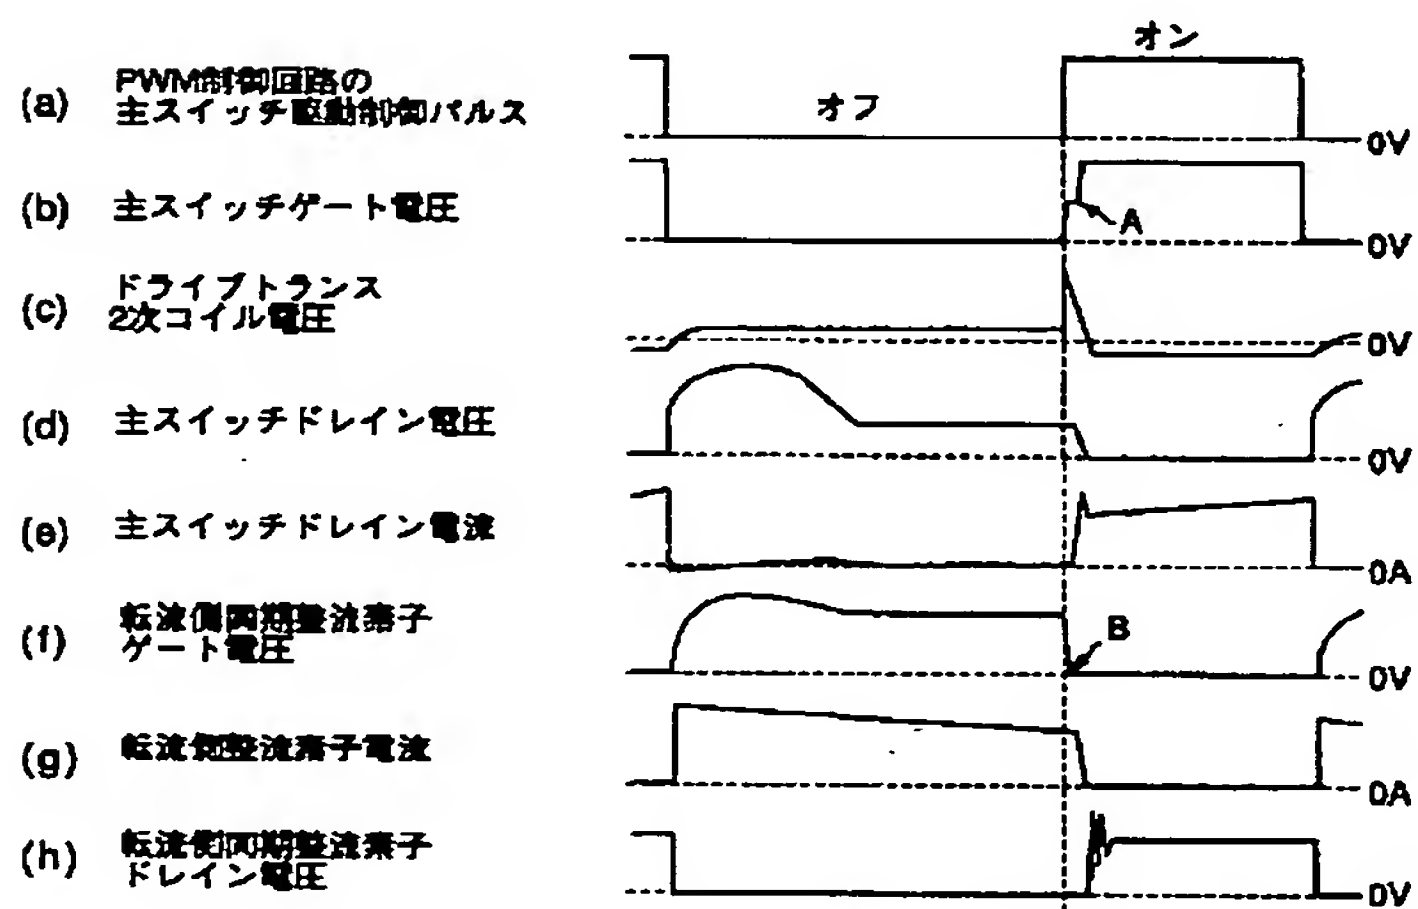 オン
(a) PWM制御回路の
主スイッチ駆動制御パルス
オフ
0V
(b) 主スイッチゲート電圧
A
0V
(c) ドライブトランス
2次コイル電圧
0V
(d) 主スイッチドレイン電圧
0V
(e) 主スイッチドレイン電流
0A
(f) 転流側同期整流素子
ゲート電圧
B
0V
(g) 転流側整流素子電流
0A
(h) 転流側同期整流素子
ドレイン電圧
0V